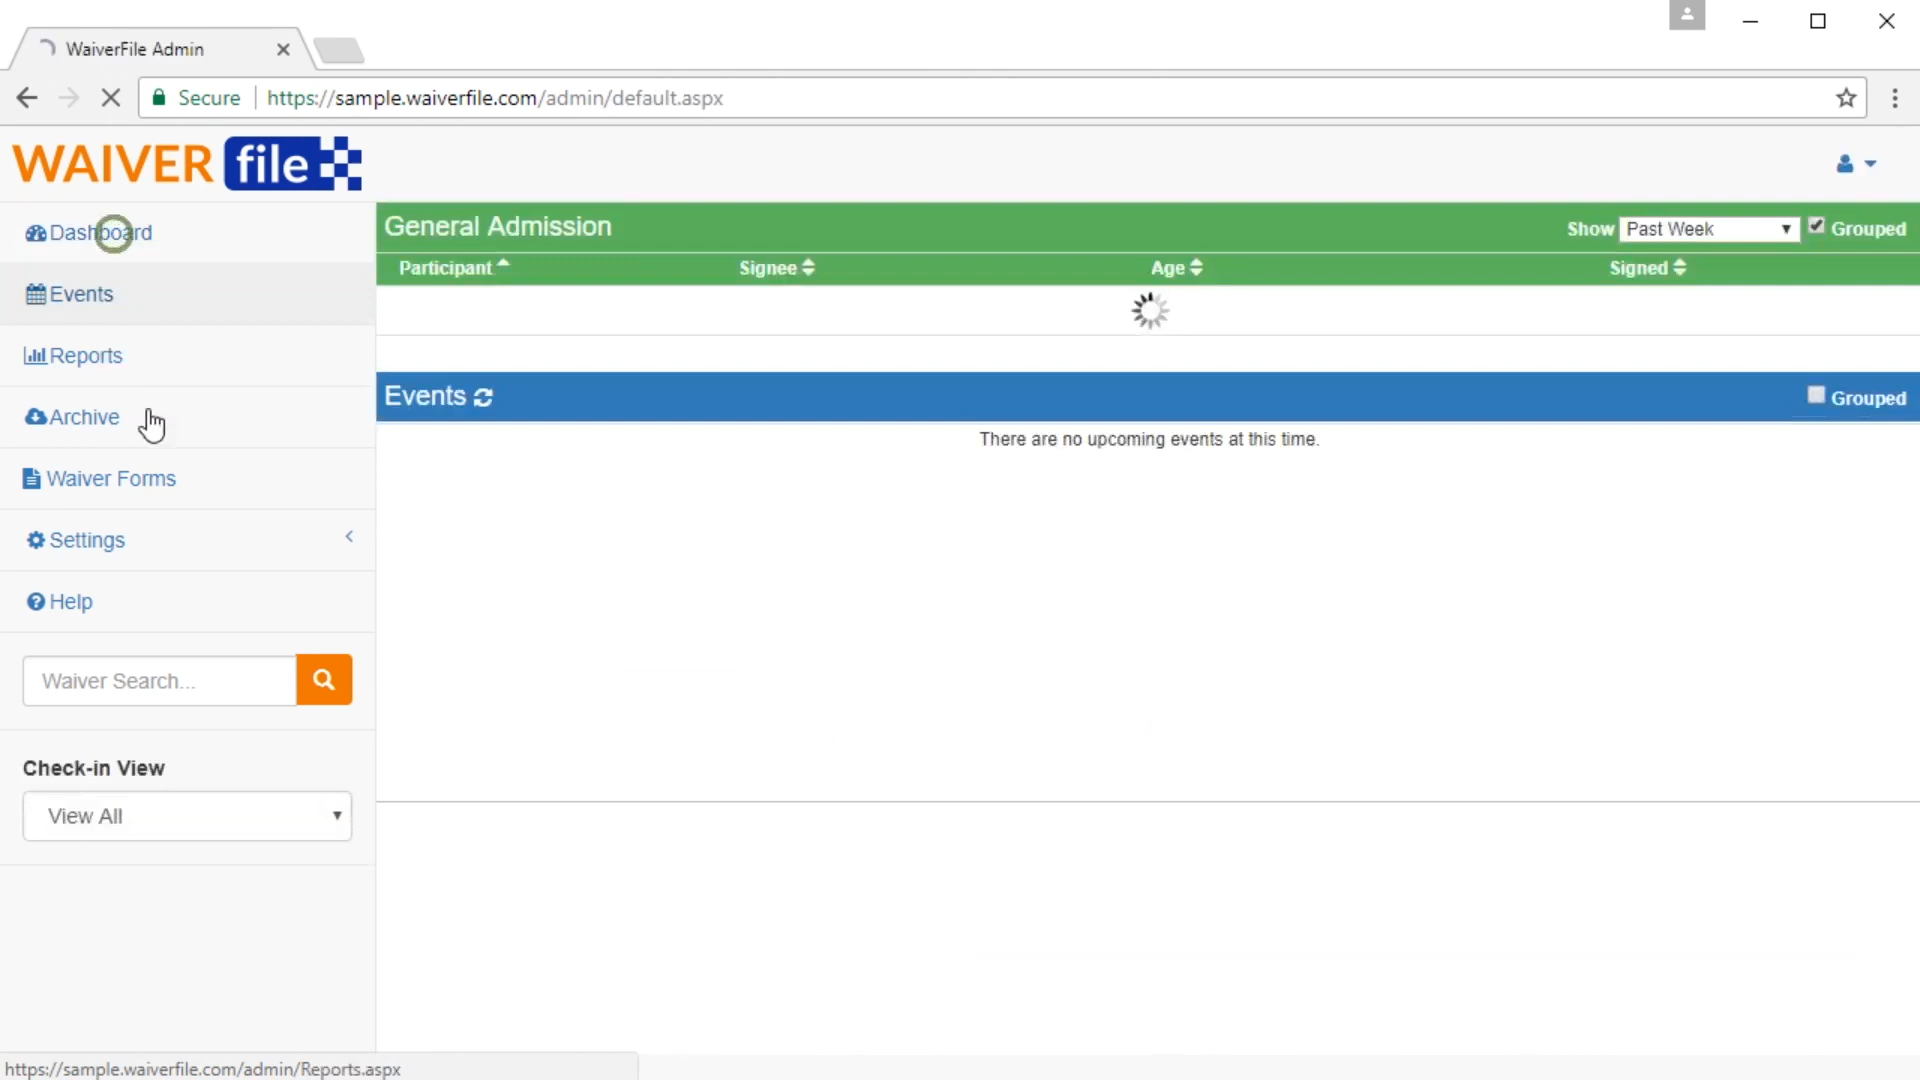 WaiverFile Admin
Secure https://sample.waiverfile.com/admin/default.aspx
WAIVER file
Dashboard
Events
Reports
Archive
Waiver Forms
Settings
Help
Waiver Search...
Check-in View
View All
General Admission
Show Past Week Grouped
Participant Signee Age Signed
Events Grouped
There are no upcoming events at this time.
https://sample.waiverfile.com/admin/Reports.aspx